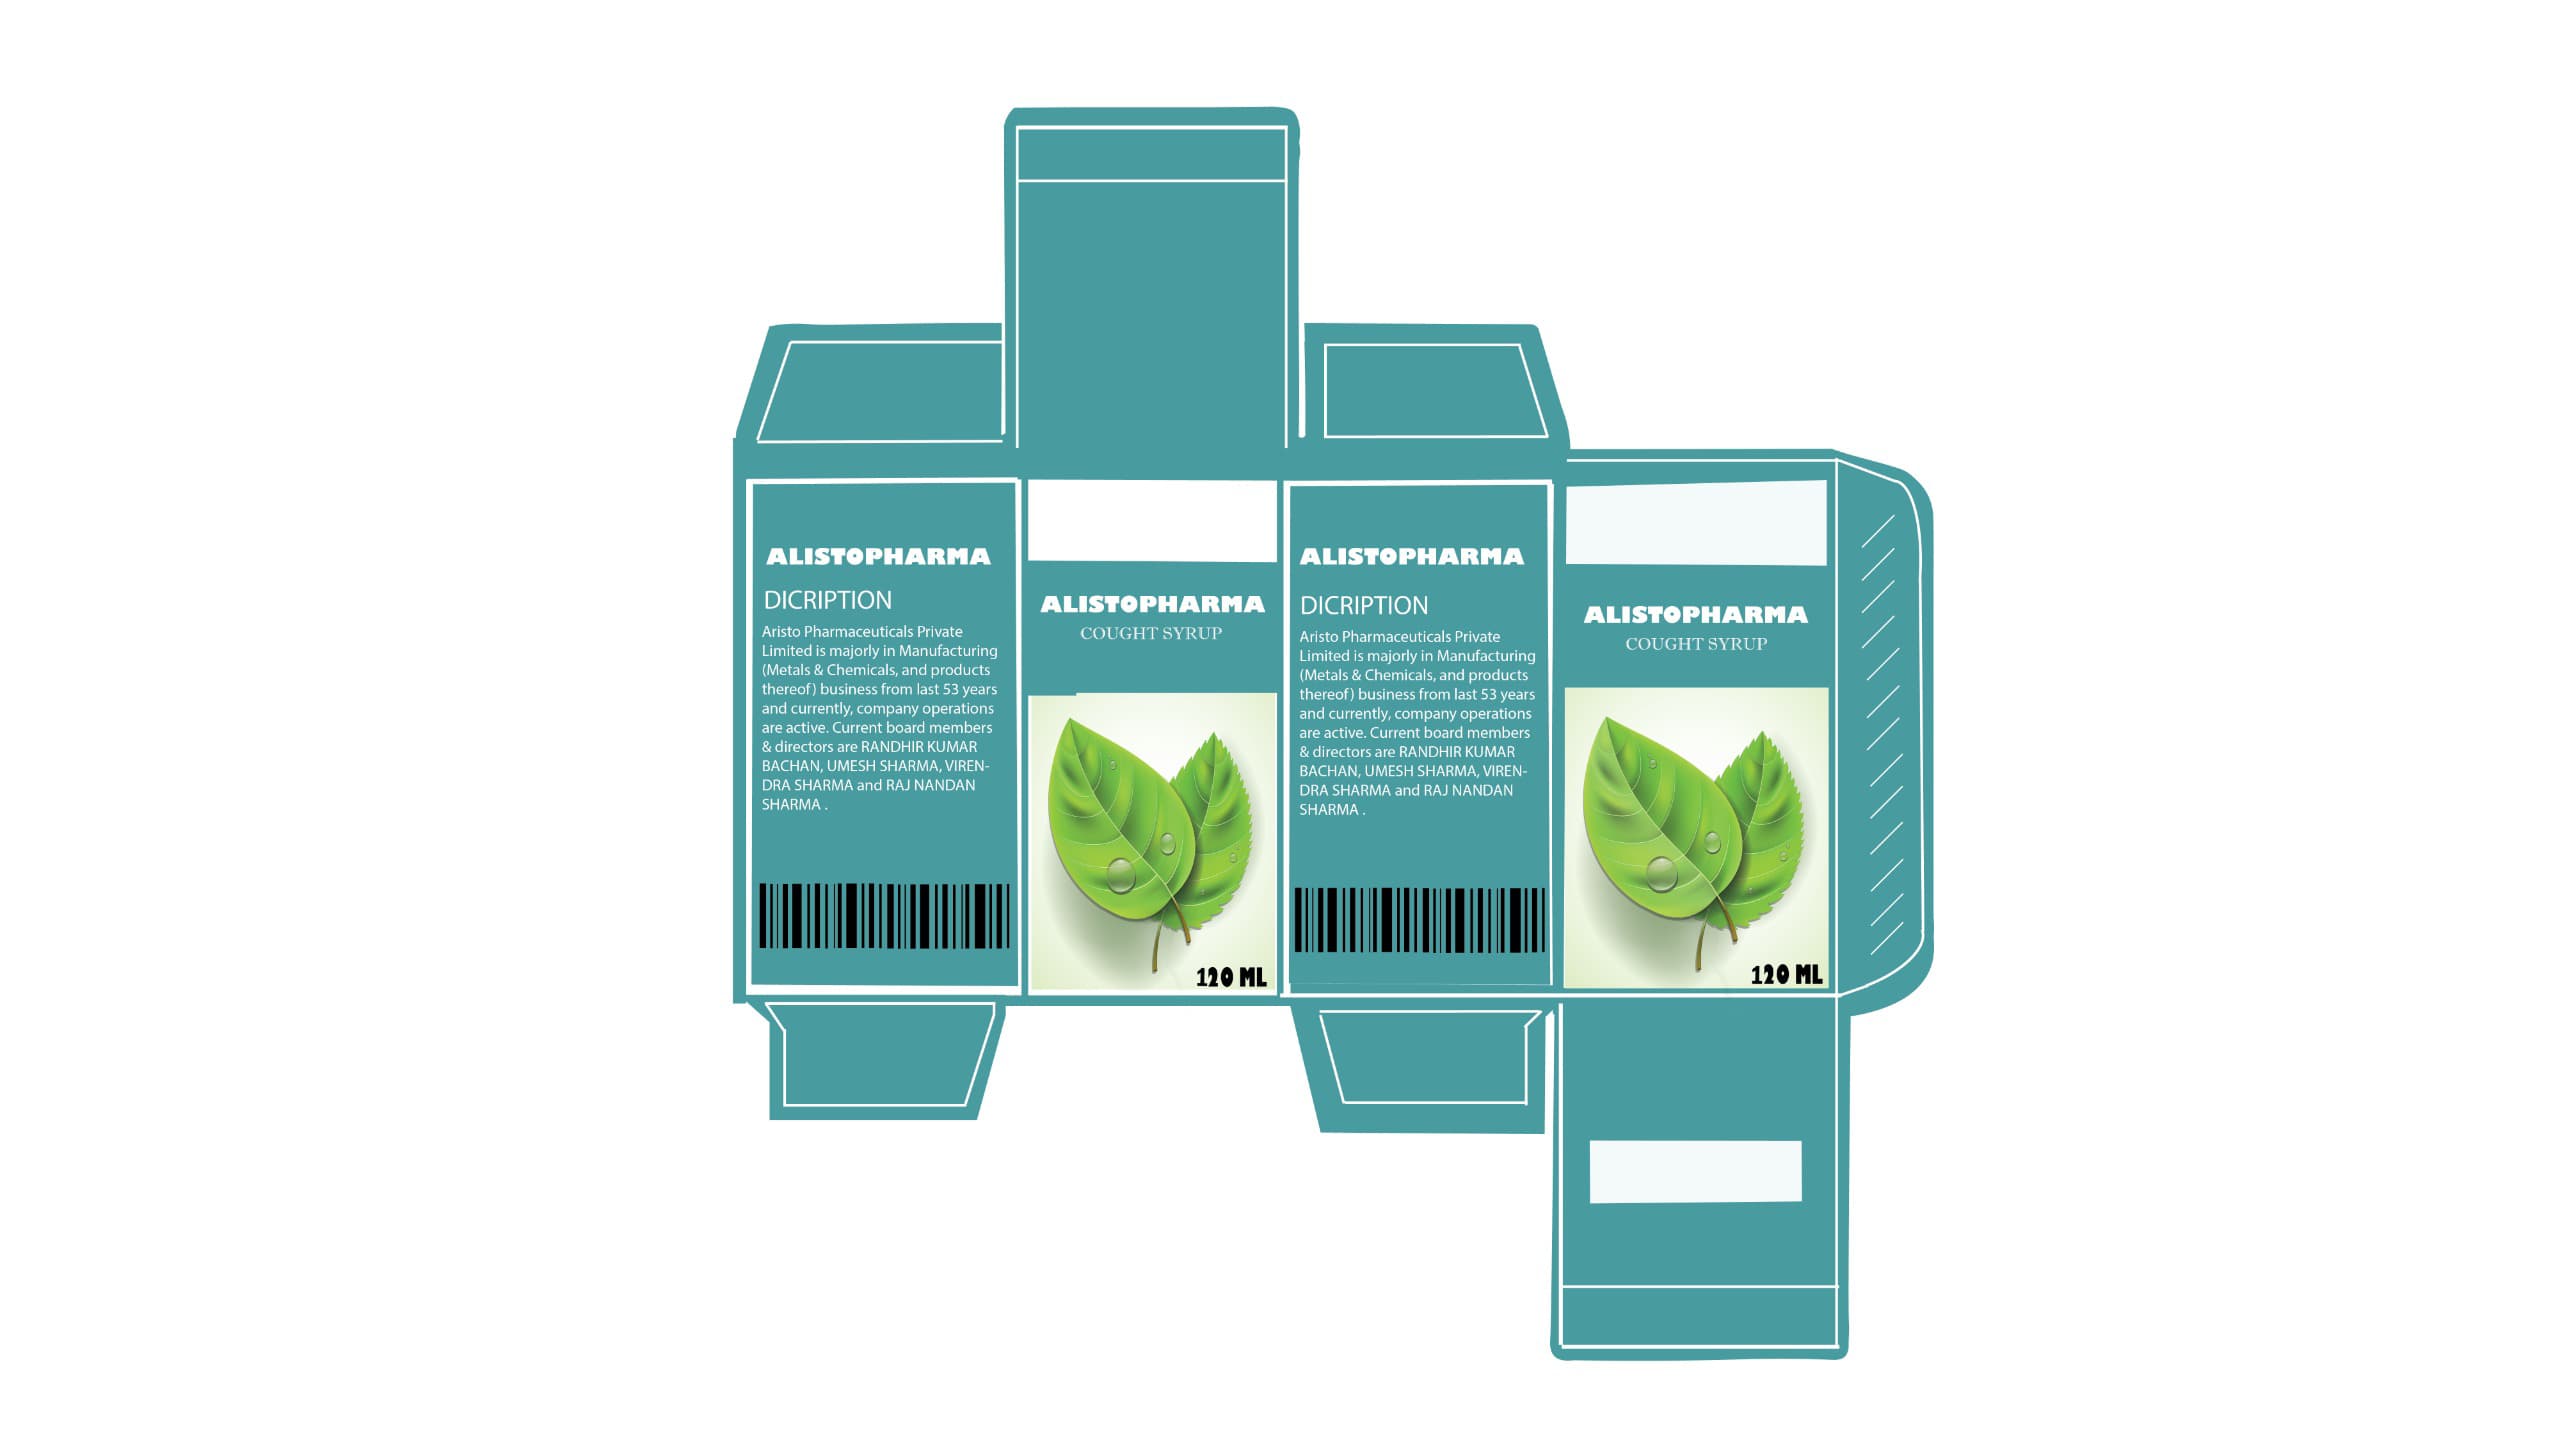 ALISTOPHARMA
DICRIPTION
Aristo Pharmaceuticals Private
Limited is majorly in Manufacturing
(Metals & Chemicals, and products
thereof) business from last 53 years
and currently, company operations
are active. Current board members
& directors are RANDHIR KUMAR
BACHAN, UMESH SHARMA, VIREN-
DRA SHARMA and RAJ NANDAN
SHARMA .
ALISTOPHARMA
COUGHT SYRUP
120 ML
ALISTOPHARMA
DICRIPTION
Aristo Pharmaceuticals Private
Limited is majorly in Manufacturing
(Metals & Chemicals, and products
thereof) business from last 53 years
and currently, company operations
are active. Current board members
& directors are RANDHIR KUMAR
BACHAN, UMESH SHARMA, VIREN-
DRA SHARMA and RAJ NANDAN
SHARMA .
ALISTOPHARMA
COUGHT SYRUP
120 ML